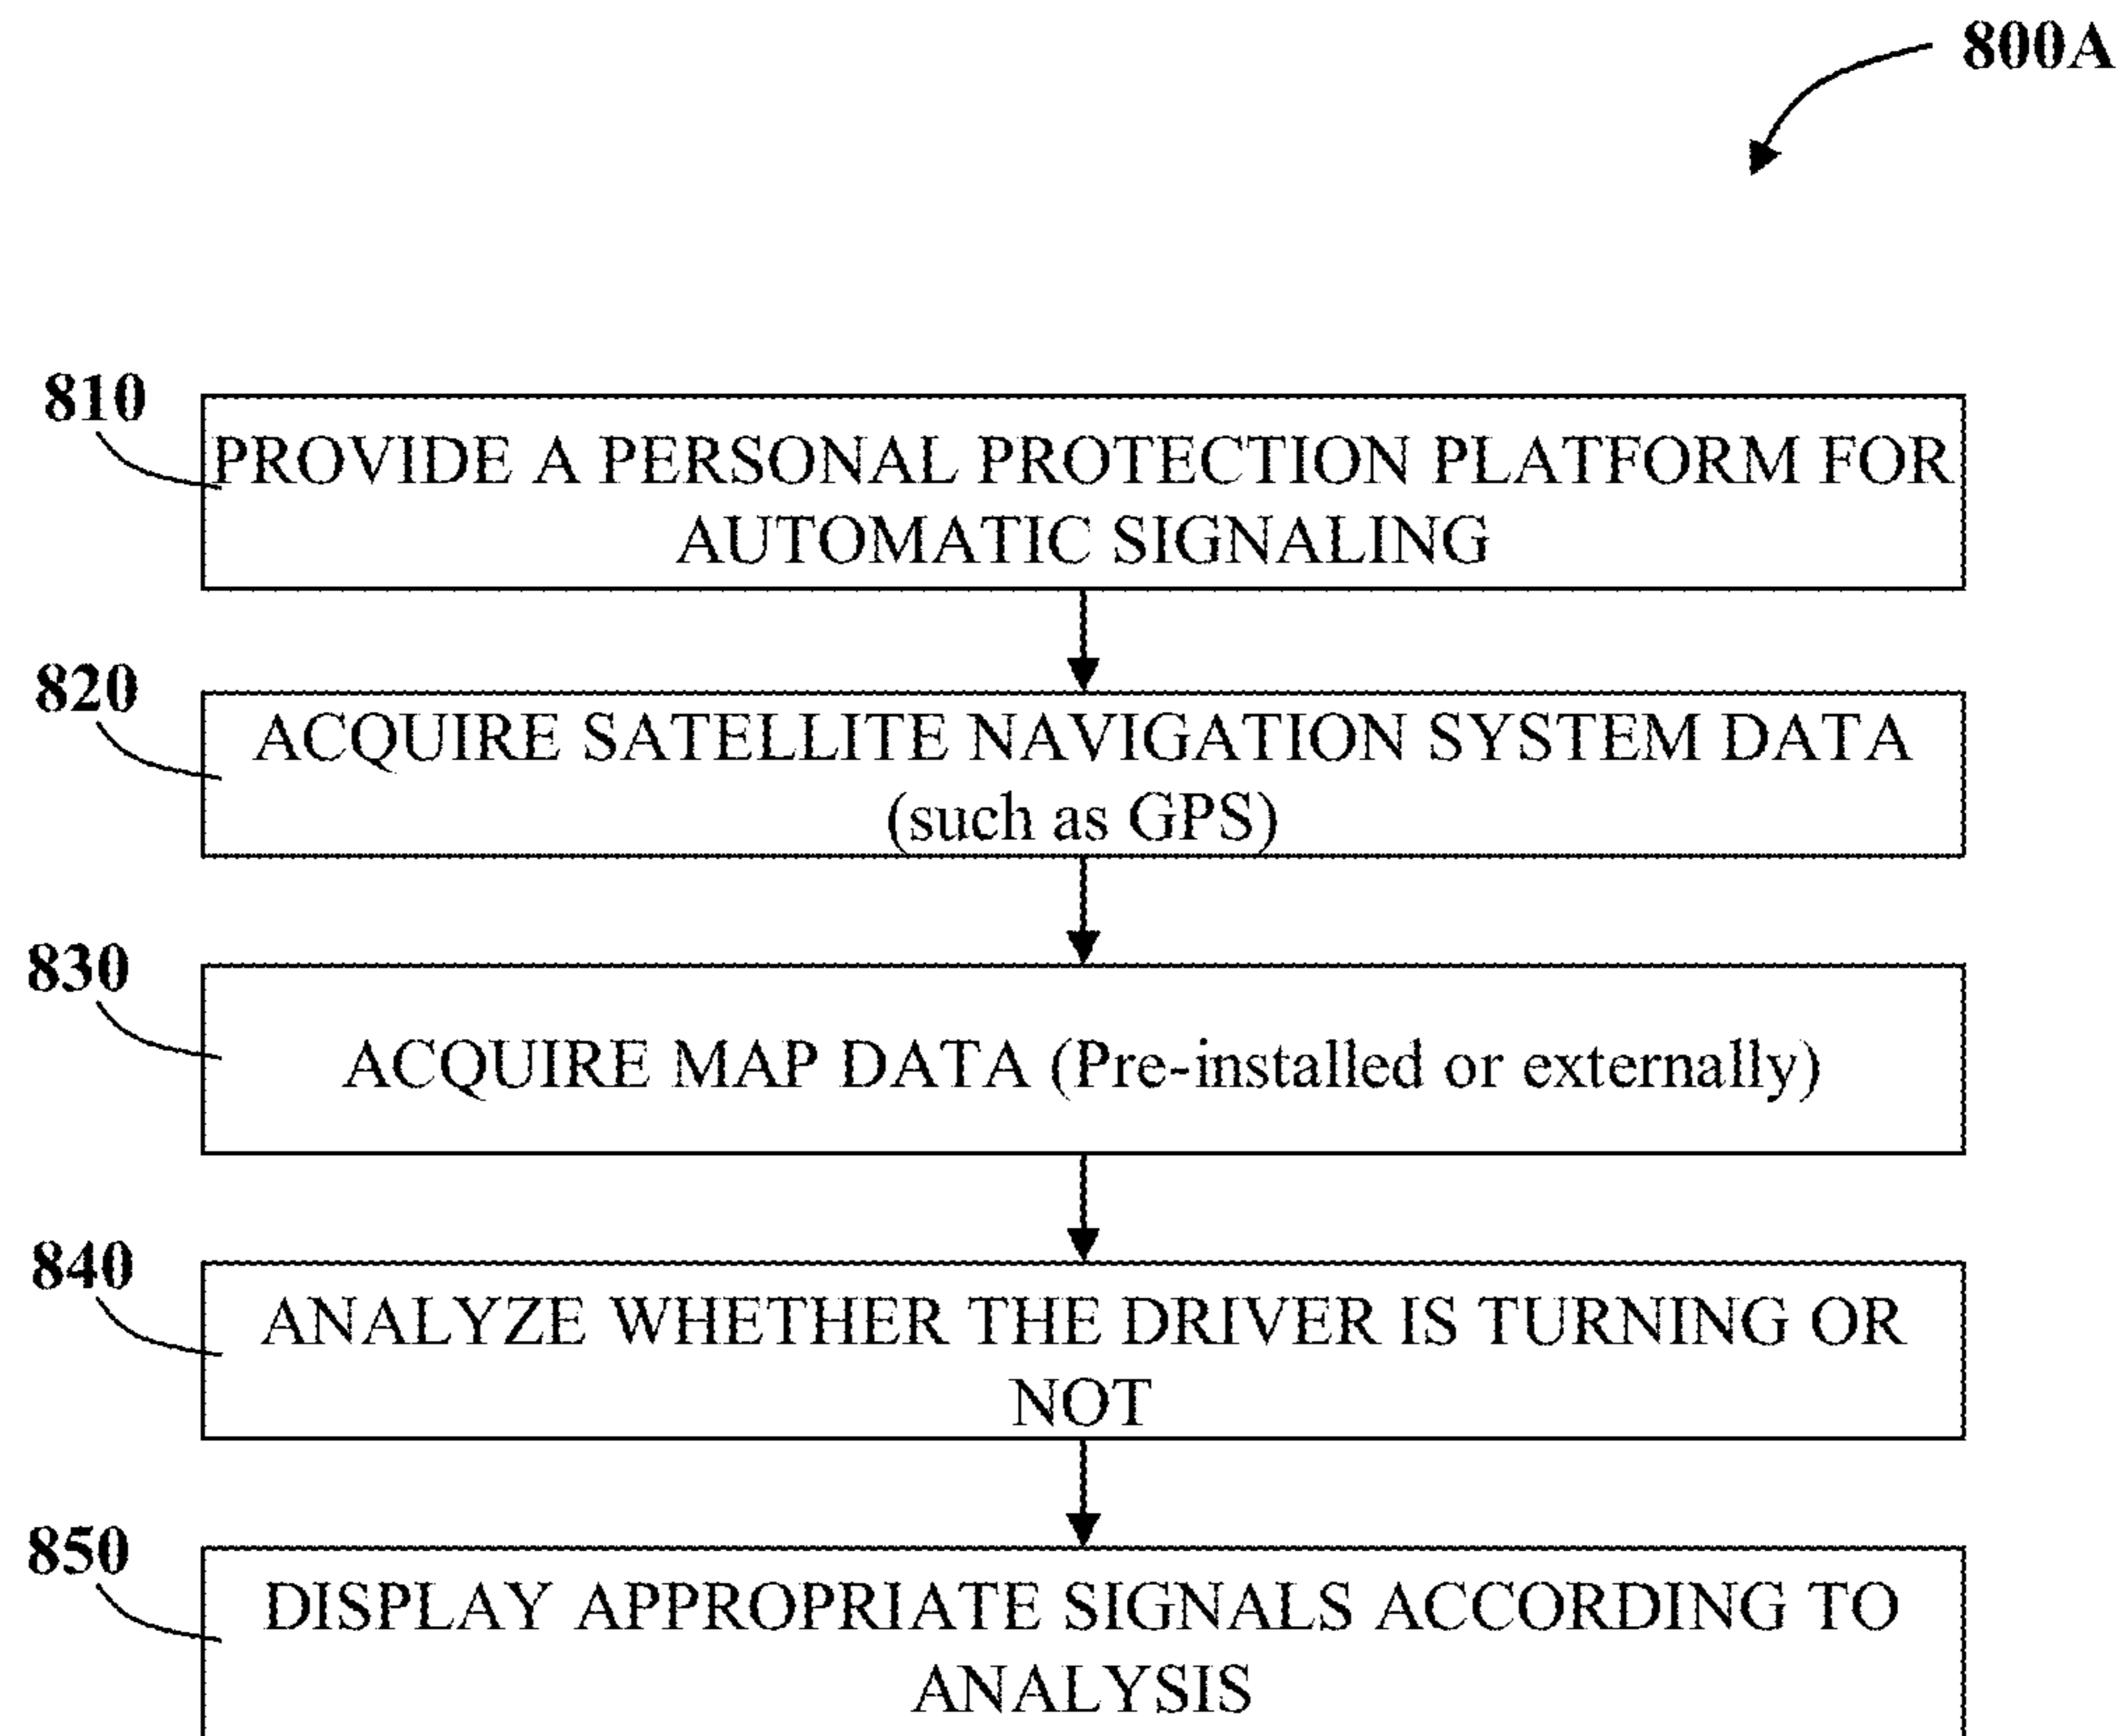 800A
810
PROVIDE A PERSONAL PROTECTION PLATFORM FOR
AUTOMATIC SIGNALING
820
ACQUIRE SATELLITE NAVIGATION SYSTEM DATA
(such as GPS)
830
ACQUIRE MAP DATA (Pre-installed or externally)
840
ANALYZE WHETHER THE DRIVER IS TURNING OR
NOT
850
DISPLAY APPROPRIATE SIGNALS ACCORDING TO
ANALYSIS